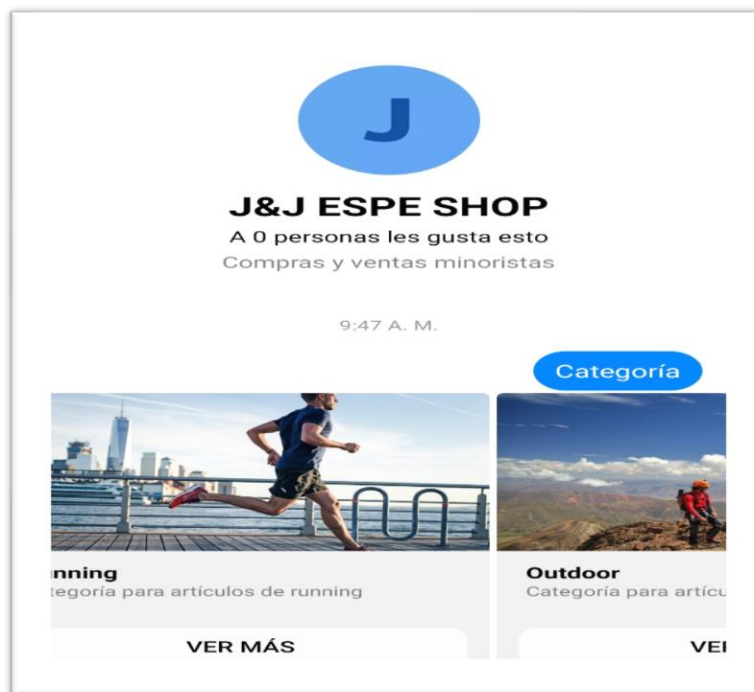 J
J&J ESPE SHOP
A 0 personas les gusta esto
Compras y ventas minoristas
9:47 A. M.
Categoría
nning
tegoría para artículos de running
VER MÁS
Outdoor
Categoría para artícu
VE